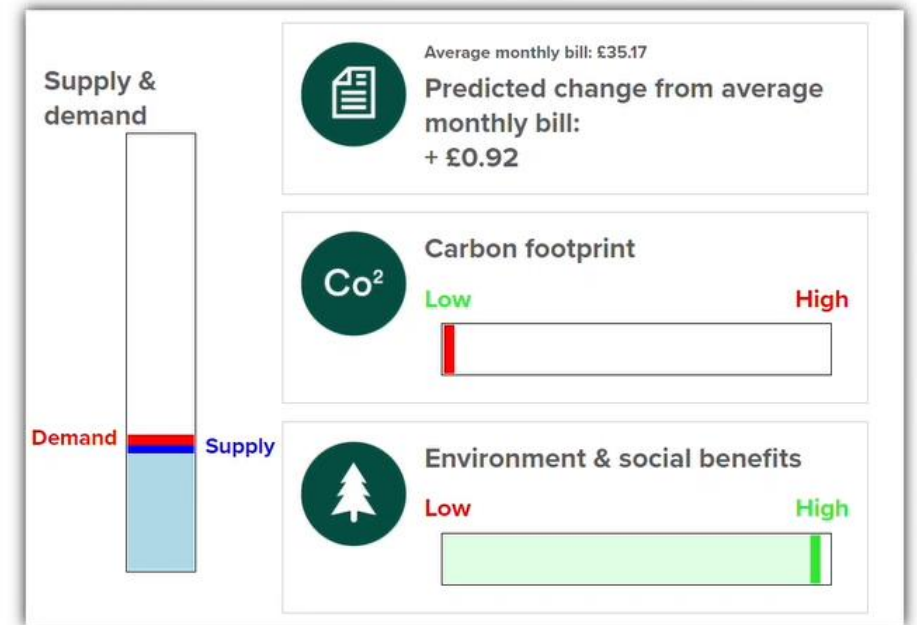 Supply &
demand
Demand
Supply
Average monthly bill: £35.17
Predicted change from average
monthly bill:
+ £0.92
Co²
Carbon footprint
Low
High
Environment & social benefits
Low
High